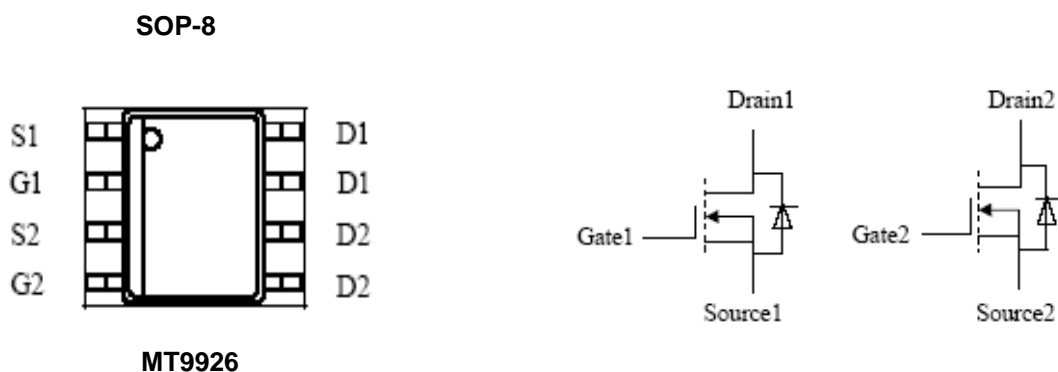 SOP-8
S1
G1
S2
G2
D1
D1
D2
D2
MT9926
Drain1
Gate1
Source1
Drain2
Gate2
Source2